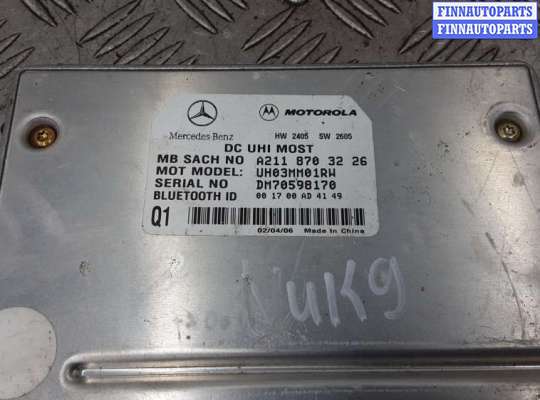 FINNAUTOPARTS
FINNAUTOPARTS
FINNAUTOPARTS
Mercedes-Benz
MOTOROLA
HW 2405 SW 2605
DC UHI MOST
MB SACH NO A211 870 32 26
MOT MODEL: UH03MM01RW
SERIAL NO DM70598170
BLUETOOTH ID 00 17 00 AD 41 49
Q1
02/04/06 Made in China